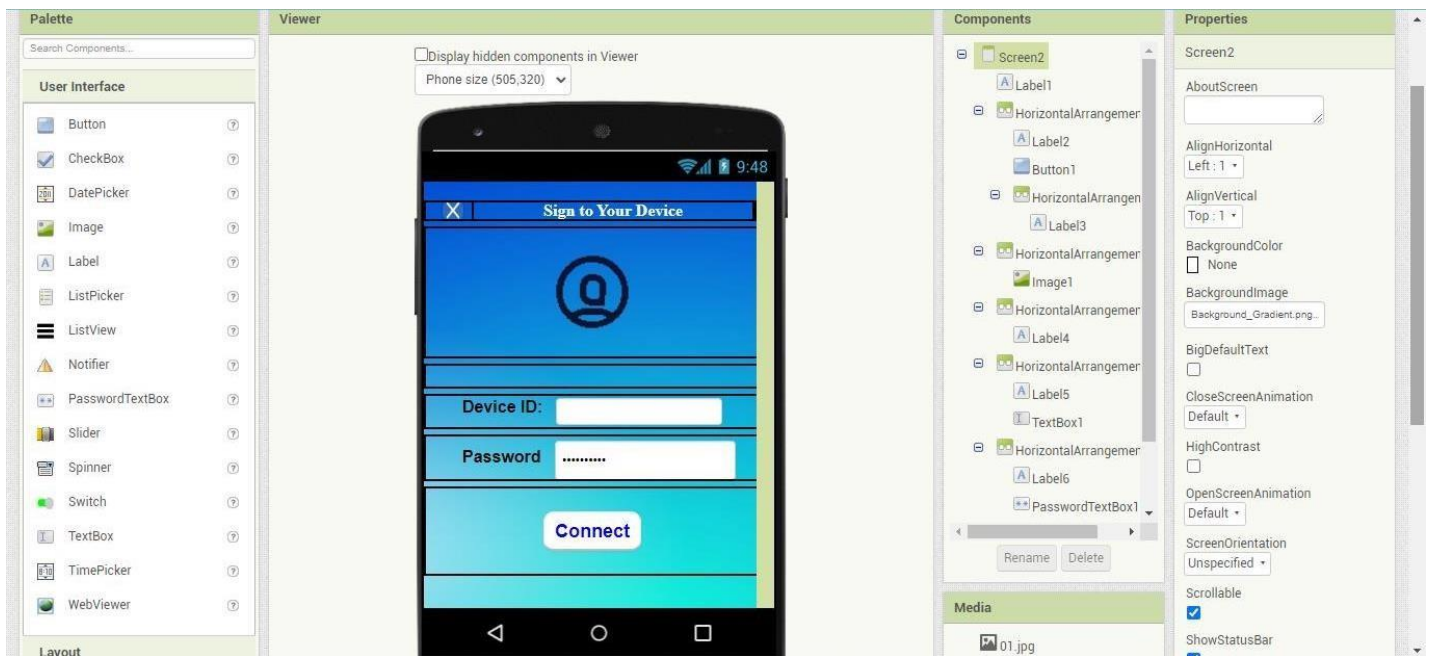 Palette
Search Components...
User Interface
Button
CheckBox
DatePicker
Image
Label
ListPicker
ListView
Notifier
PasswordTextBox
Slider
Spinner
Switch
TextBox
TimePicker
WebViewer
Layout
Viewer
Display hidden components in Viewer
Phone size (505,320)
9:48
X Sign to Your Device
Device ID:
Password ..........
Connect
Components
Screen2
Label1
HorizontalArrangemer
Label2
Button1
HorizontalArrangen
Label3
HorizontalArrangemer
Image1
HorizontalArrangemer
Label4
HorizontalArrangemer
Label5
TextBox1
HorizontalArrangemer
Label6
PasswordTextBox1
Rename Delete
Media
01.jpg
Properties
Screen2
AboutScreen
AlignHorizontal
Left : 1
AlignVertical
Top : 1
BackgroundColor
None
BackgroundImage
Background_Gradient.png...
BigDefaultText
CloseScreenAnimation
Default
HighContrast
OpenScreenAnimation
Default
ScreenOrientation
Unspecified
Scrollable
ShowStatusBar